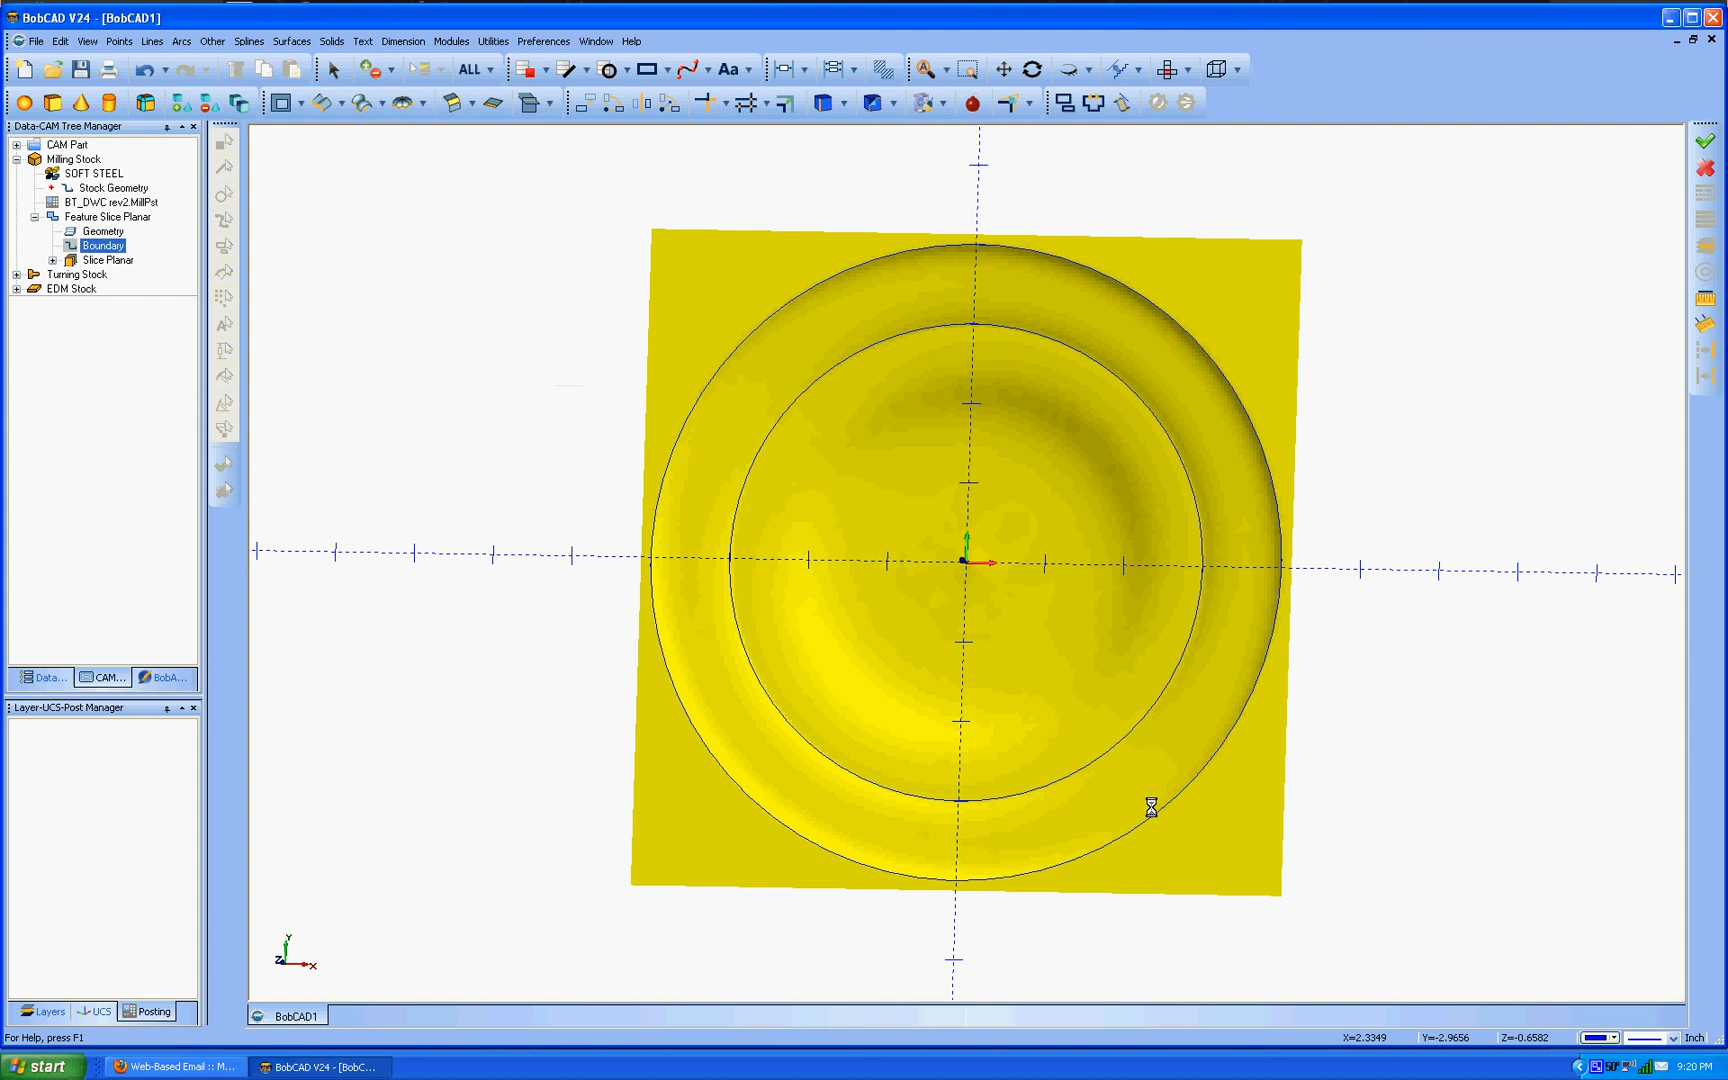 BobCAD V24 - [BobCAD1]
File Edit View Points Lines Arcs Other Splines Surfaces Solids Text Dimension Modules Utilities Preferences Window Help
ALL Aa
Data-CAM Tree Manager
CAM Part
Milling Stock
SOFT STEEL
Stock Geometry
BT_DWC rev2.MillPst
Feature Slice Planar
Geometry
Boundary
Slice Planar
Turning Stock
EDM Stock
Data... CAM... BobA...
Layer-UCS-Post Manager
Y
Z X
Layers UCS Posting
BobCAD1
For Help, press F1
X=2.3349 Y=-2.9656 Z=-0.6582 Inch
start Web-Based Email :: M... BobCAD V24 - [BobC... 50° 9:20 PM